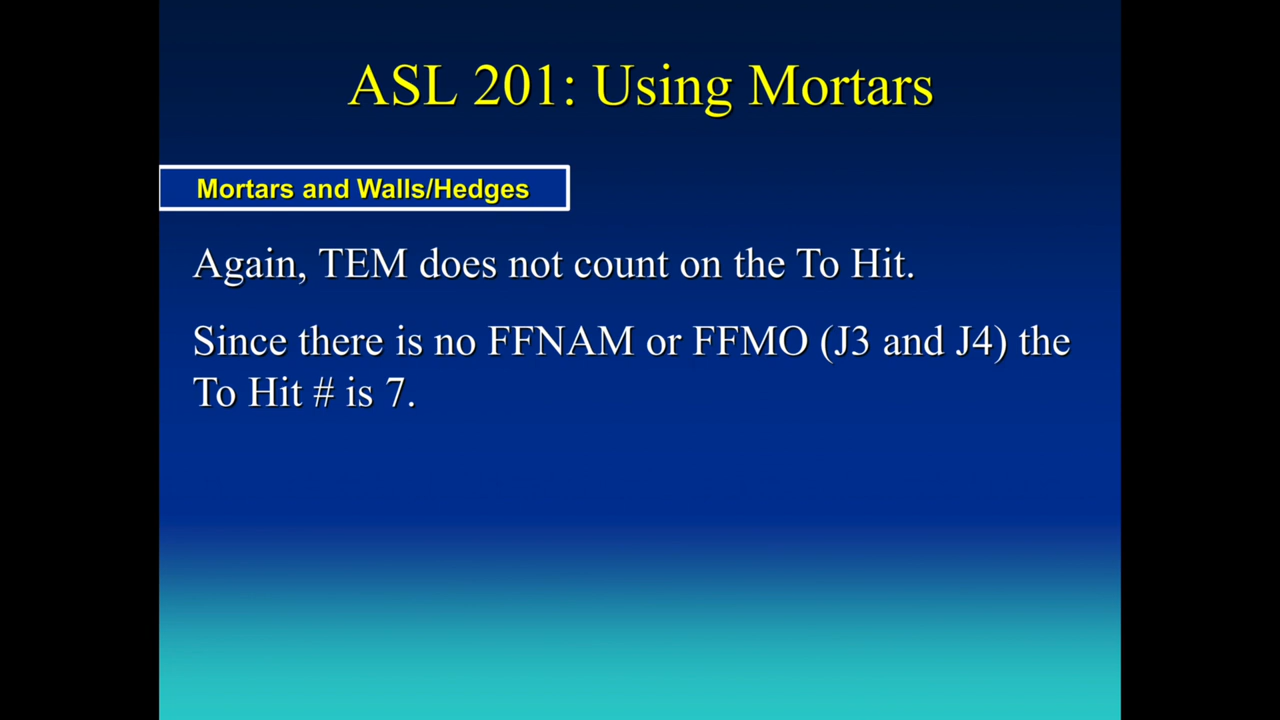 ASL 201: Using Mortars
Mortars and Walls/Hedges
Again, TEM does not count on the To Hit.
Since there is no FFNAM or FFMO (J3 and J4) the
To Hit # is 7.